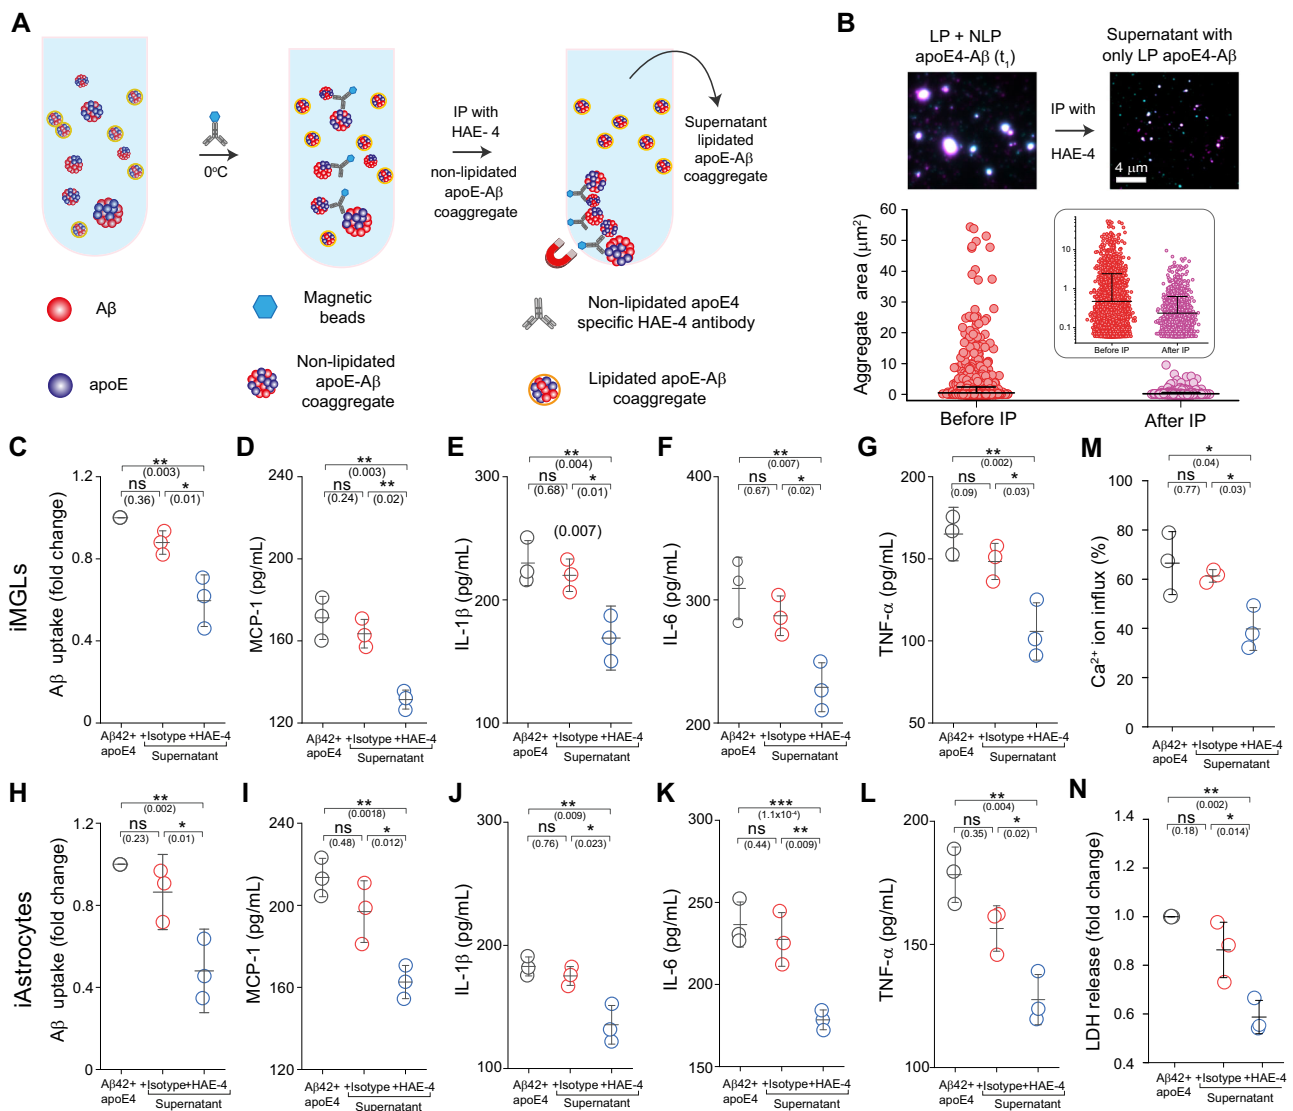 A
0°C
IP with
HAE- 4
non-lipidated
apoE-Aβ
coaggregate
Supernatant
lipidated
apoE-Aβ
coaggregate
Aβ
Magnetic
beads
Non-lipidated apoE4
specific HAE-4 antibody
apoE
Non-lipidated
apoE-Aβ
coaggregate
Lipidated apoE-Aβ
coaggregate
B
LP + NLP
apoE4-Aβ (t₁)
Supernatant with
only LP apoE4-Aβ
IP with
HAE-4
4 μm
Aggregate area (μm²)
60
50
40
30
20
10
0
Before IP
After IP
10
1
0.1
Before IP
After IP
iMGLs
C
Aβ uptake (fold change)
1.2
0.8
0.4
0
**
(0.003)
ns
(0.36)
*
(0.01)
Aβ42+
apoE4
+Isotype +HAE-4
Supernatant
D
MCP-1 (pg/mL)
240
200
160
120
**
(0.003)
ns
(0.24)
**
(0.02)
Aβ42+
apoE4
+Isotype +HAE-4
Supernatant
E
IL-1β (pg/mL)
300
200
100
**
(0.004)
ns
(0.68)
*
(0.01)
(0.007)
Aβ42+
apoE4
+Isotype +HAE-4
Supernatant
F
IL-6 (pg/mL)
400
300
200
**
(0.007)
ns
(0.67)
*
(0.02)
Aβ42+
apoE4
+Isotype +HAE-4
Supernatant
G
TNF-α (pg/mL)
200
150
100
50
**
(0.002)
ns
(0.09)
*
(0.03)
Aβ42+
apoE4
+Isotype +HAE-4
Supernatant
M
Ca²⁺ ion influx (%)
100
80
60
40
20
0
*
(0.04)
ns
(0.77)
*
(0.03)
Aβ42+
apoE4
+Isotype +HAE-4
Supernatant
iAstrocytes
H
Aβ uptake (fold change)
1.2
0.8
0.4
0
**
(0.002)
ns
(0.23)
*
(0.01)
Aβ42+
apoE4
+Isotype +HAE-4
Supernatant
I
MCP-1 (pg/mL)
240
200
160
120
**
(0.0018)
ns
(0.48)
*
(0.012)
Aβ42+
apoE4
+Isotype +HAE-4
Supernatant
J
IL-1β (pg/mL)
300
200
100
**
(0.009)
ns
(0.76)
*
(0.023)
Aβ42+
apoE4
+Isotype +HAE-4
Supernatant
K
IL-6 (pg/mL)
300
250
200
150
***
(1.1x10⁻⁴)
ns
(0.44)
**
(0.009)
Aβ42+
apoE4
+Isotype +HAE-4
Supernatant
L
TNF-α (pg/mL)
200
150
100
**
(0.004)
ns
(0.35)
*
(0.02)
Aβ42+
apoE4
+Isotype +HAE-4
Supernatant
N
LDH release (fold change)
1.4
1.2
1.0
0.8
0.6
0.4
**
(0.002)
ns
(0.18)
*
(0.014)
Aβ42+
apoE4
+Isotype +HAE-4
Supernatant